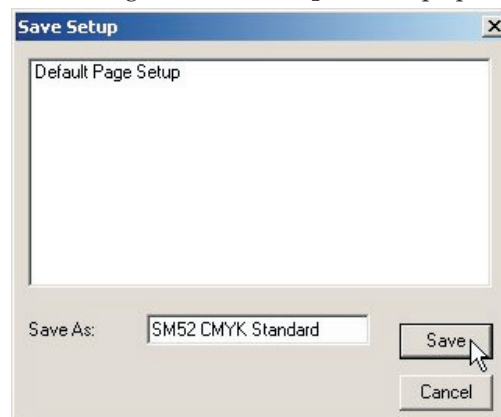 Save Setup
Default Page Setup
Save As: SM52 CMYK Standard
Save
Cancel